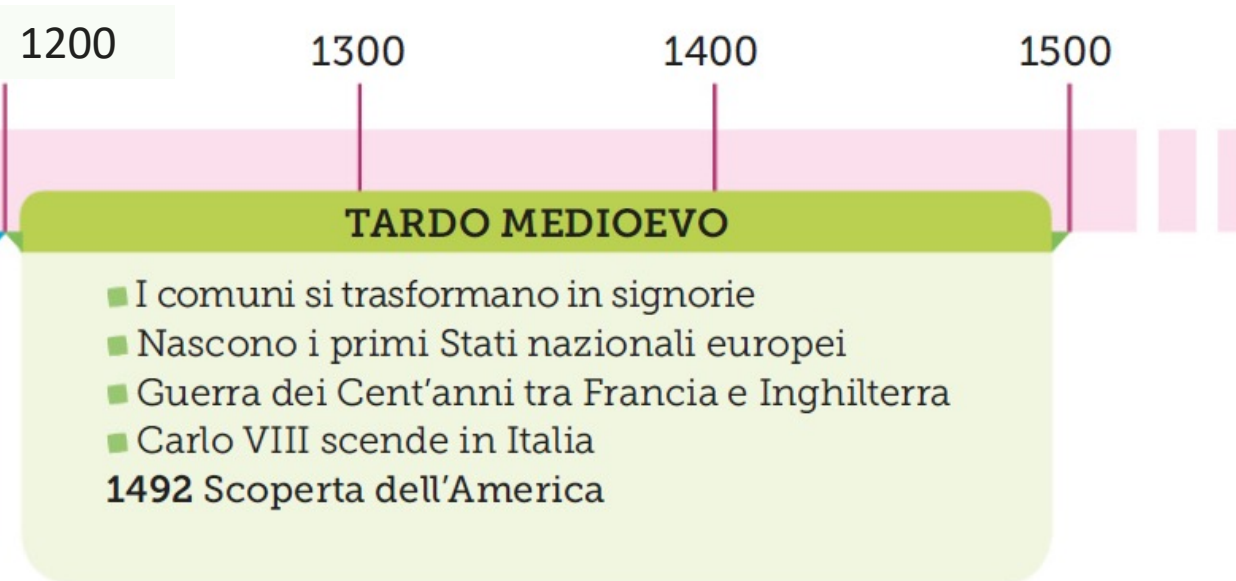 1200 1300 1400 1500
TARDO MEDIOEVO
I comuni si trasformano in signorie
Nascono i primi Stati nazionali europei
Guerra dei Cent'anni tra Francia e Inghilterra
Carlo VIII scende in Italia
1492 Scoperta dell'America